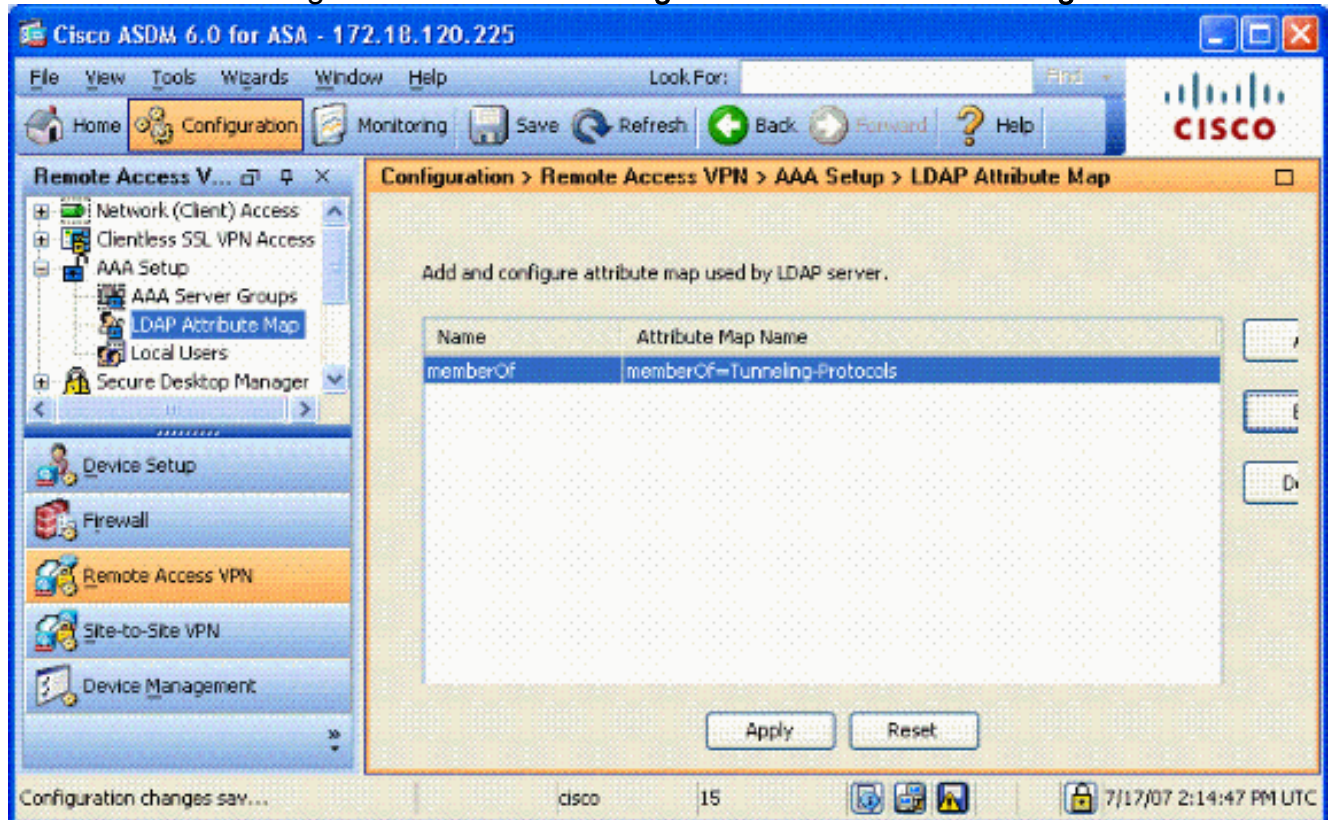 Cisco ASDM 6.0 for ASA - 172.18.120.225
File View Tools Wizards Window Help Look For: Find
Home Configuration Monitoring Save Refresh Back Forward Help
CISCO
Remote Access V...
Network (Client) Access
Clientless SSL VPN Access
AAA Setup
AAA Server Groups
LDAP Attribute Map
Local Users
Secure Desktop Manager
Device Setup
Firewall
Remote Access VPN
Site-to-Site VPN
Device Management
Configuration > Remote Access VPN > AAA Setup > LDAP Attribute Map
Add and configure attribute map used by LDAP server.
Name Attribute Map Name
memberOf memberOf=Tunneling-Protocols
Apply Reset
Configuration changes sav... cisco 15 7/17/07 2:14:47 PM UTC